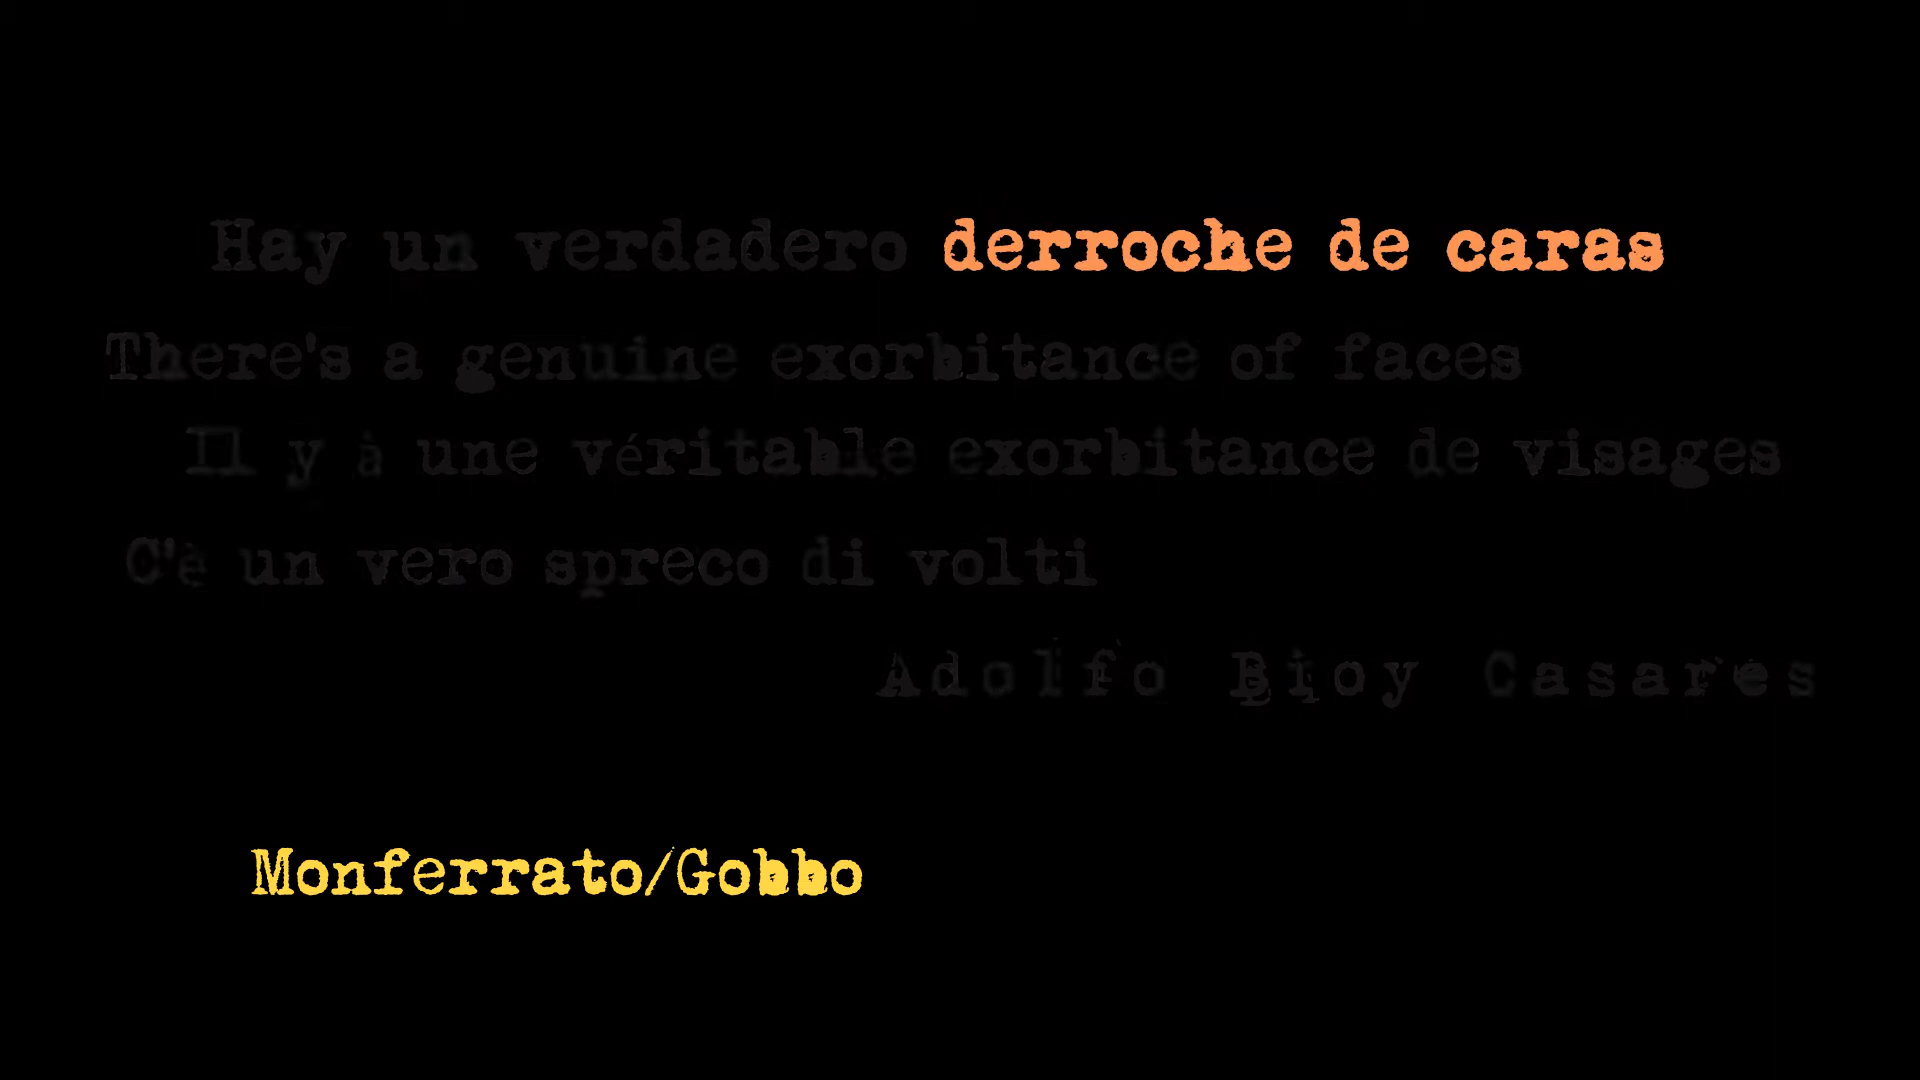 Hay un verdadero derroche de caras
There's a genuine exorbitance of faces
Il y à une véritable exorbitance de visages
C'è un vero spreco di volti
Adolfo Bioy Casares
Monferrato/Gobbo